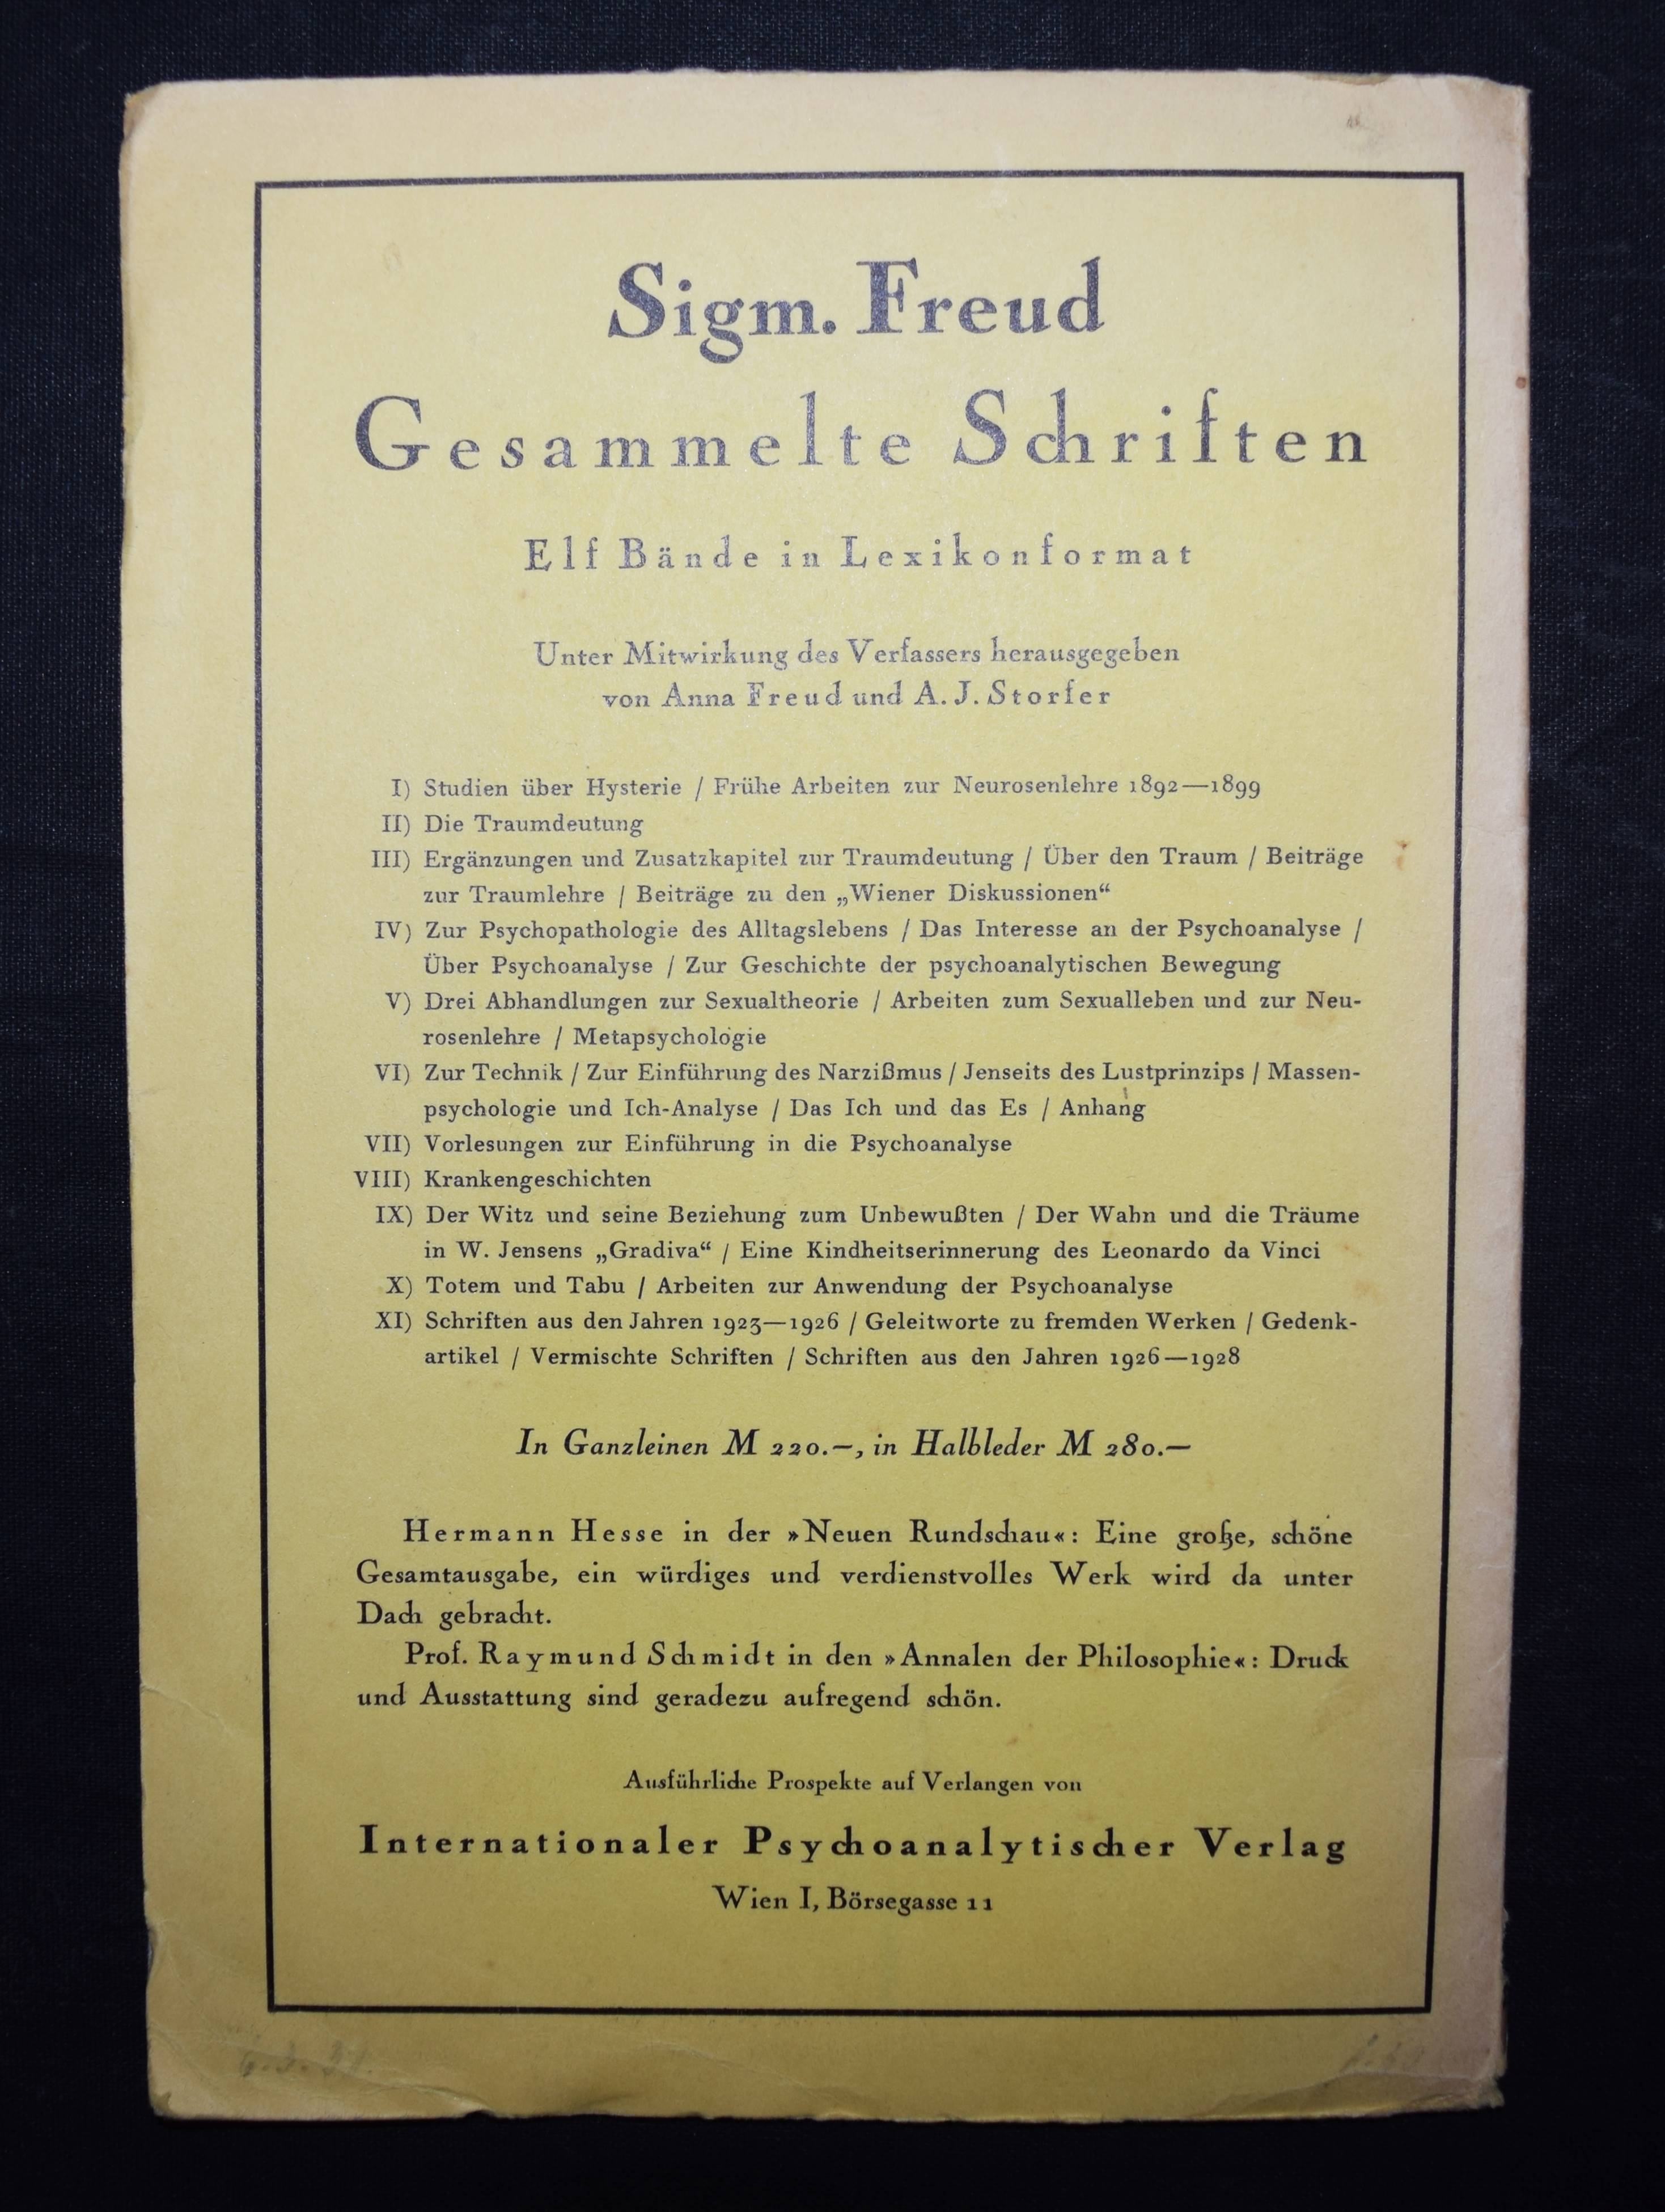 Sigm. Freud
Gesammelte Schriften
Elf Bände in Lexikonformat
Unter Mitwirkung des Verfassers herausgegeben
von Anna Freud und A. J. Storfer
I) Studien über Hysterie / Frühe Arbeiten zur Neurosenlehre 1892—1899
II) Die Traumdeutung
III) Ergänzungen und Zusatzkapitel zur Traumdeutung / Über den Traum / Beiträge
zur Traumlehre / Beiträge zu den „Wiener Diskussionen“
IV) Zur Psychopathologie des Alltagslebens / Das Interesse an der Psychoanalyse /
Über Psychoanalyse / Zur Geschichte der psychoanalytischen Bewegung
V) Drei Abhandlungen zur Sexualtheorie / Arbeiten zum Sexualleben und zur Neu-
rosenlehre / Metapsychologie
VI) Zur Technik / Zur Einführung des Narzißmus / Jenseits des Lustprinzips / Massen-
psychologie und Ich-Analyse / Das Ich und das Es / Anhang
VII) Vorlesungen zur Einführung in die Psychoanalyse
VIII) Krankengeschichten
IX) Der Witz und seine Beziehung zum Unbewußten / Der Wahn und die Träume
in W. Jensens „Gradiva“ / Eine Kindheitserinnerung des Leonardo da Vinci
X) Totem und Tabu / Arbeiten zur Anwendung der Psychoanalyse
XI) Schriften aus den Jahren 1923—1926 / Geleitworte zu fremden Werken / Gedenk-
artikel / Vermischte Schriften / Schriften aus den Jahren 1926—1928
In Ganzleinen M 220.—, in Halbleder M 280.—
Hermann Hesse in der »Neuen Rundschau«: Eine große, schöne
Gesamtausgabe, ein würdiges und verdienstvolles Werk wird da unter
Dach gebracht.
Prof. Raymund Schmidt in den »Annalen der Philosophie«: Druck
und Ausstattung sind geradezu aufregend schön.
Ausführliche Prospekte auf Verlangen von
Internationaler Psychoanalytischer Verlag
Wien I, Börsegasse 11